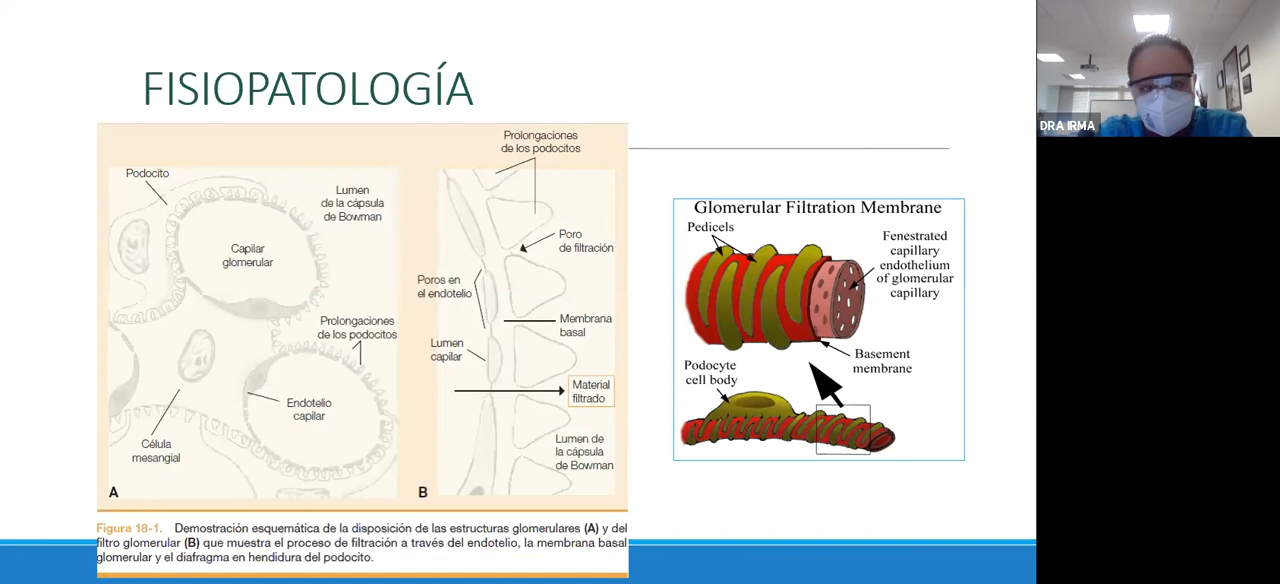 FISIOPATOLOGÍA
Podocito
Lumen
de la cápsula
de Bowman
Capilar
glomerular
Prolongaciones
de los podocitos
Endotelio
capilar
Célula
mesangial
A
Prolongaciones
de los podocitos
Poro
de filtración
Poros en
el endotelio
Membrana
basal
Lumen
capilar
Material
filtrado
Lumen de
la cápsula
de Bowman
B
Figura 18-1. Demostración esquemática de la disposición de las estructuras glomerulares (A) y del
filtro glomerular (B) que muestra el proceso de filtración a través del endotelio, la membrana basal
glomerular y el diafragma en hendidura del podocito.
Glomerular Filtration Membrane
Pedicels
Fenestrated
capillary
endothelium
of glomerular
capillary
Basement
membrane
Podocyte
cell body
DRA IRMA